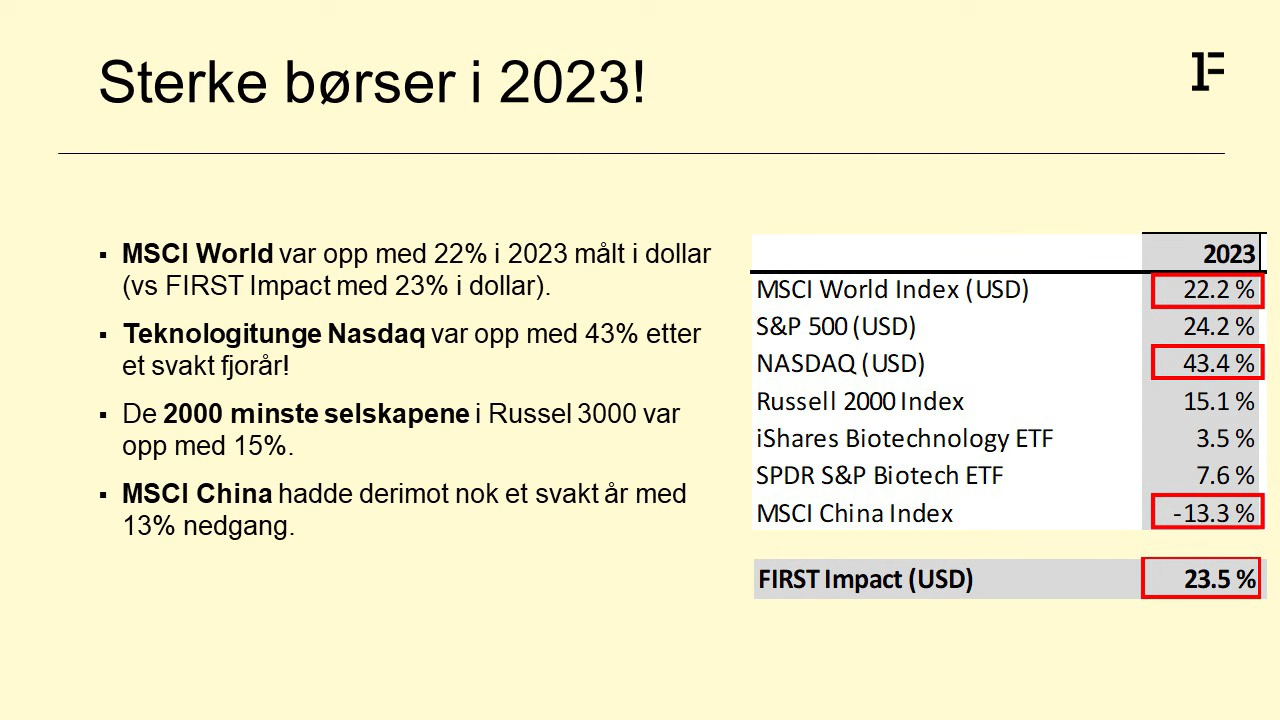 Sterke børser i 2023!
1F
▪ MSCI World var opp med 22% i 2023 målt i dollar
(vs FIRST Impact med 23% i dollar).
▪ Teknologitunge Nasdaq var opp med 43% etter
et svakt fjorår!
▪ De 2000 minste selskapene i Russel 3000 var
opp med 15%.
▪ MSCI China hadde derimot nok et svakt år med
13% nedgang.
2023
MSCI World Index (USD) 22.2 %
S&P 500 (USD) 24.2 %
NASDAQ (USD) 43.4 %
Russell 2000 Index 15.1 %
iShares Biotechnology ETF 3.5 %
SPDR S&P Biotech ETF 7.6 %
MSCI China Index -13.3 %
FIRST Impact (USD) 23.5 %